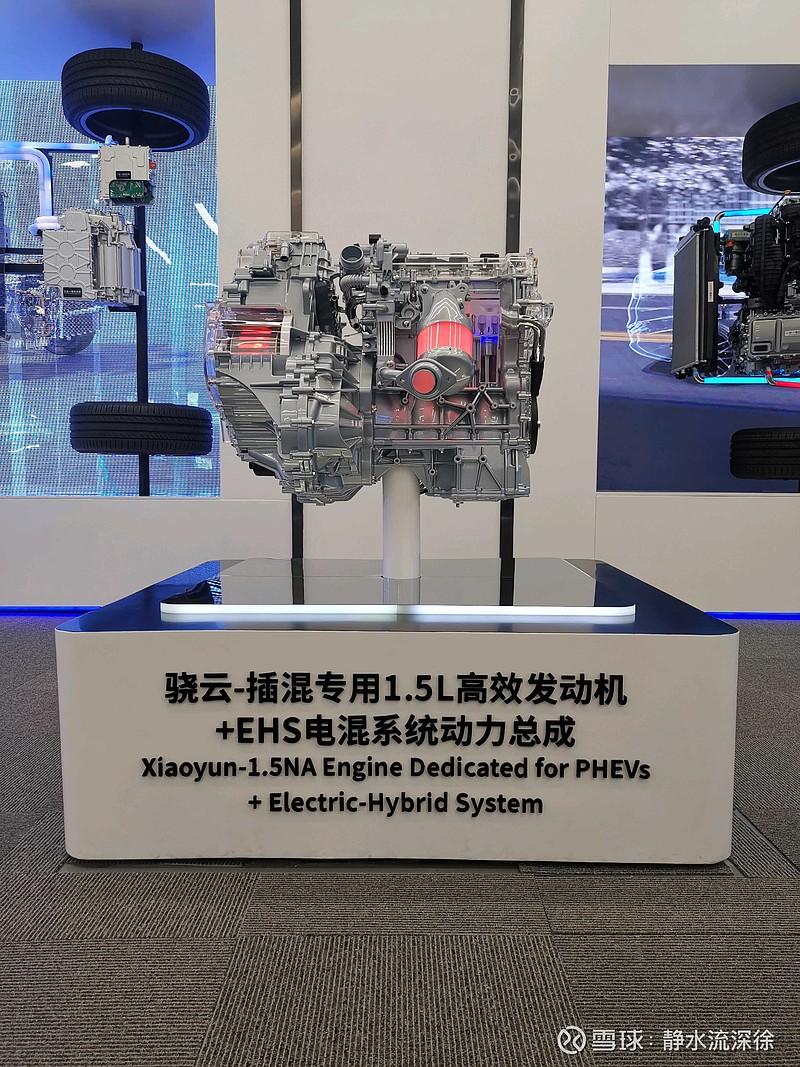 骁云-插混专用1.5L高效发动机
+EHS电混系统动力总成
Xiaoyun-1.5NA Engine Dedicated for PHEVs
+ Electric-Hybrid System
雪球：静水流深徐